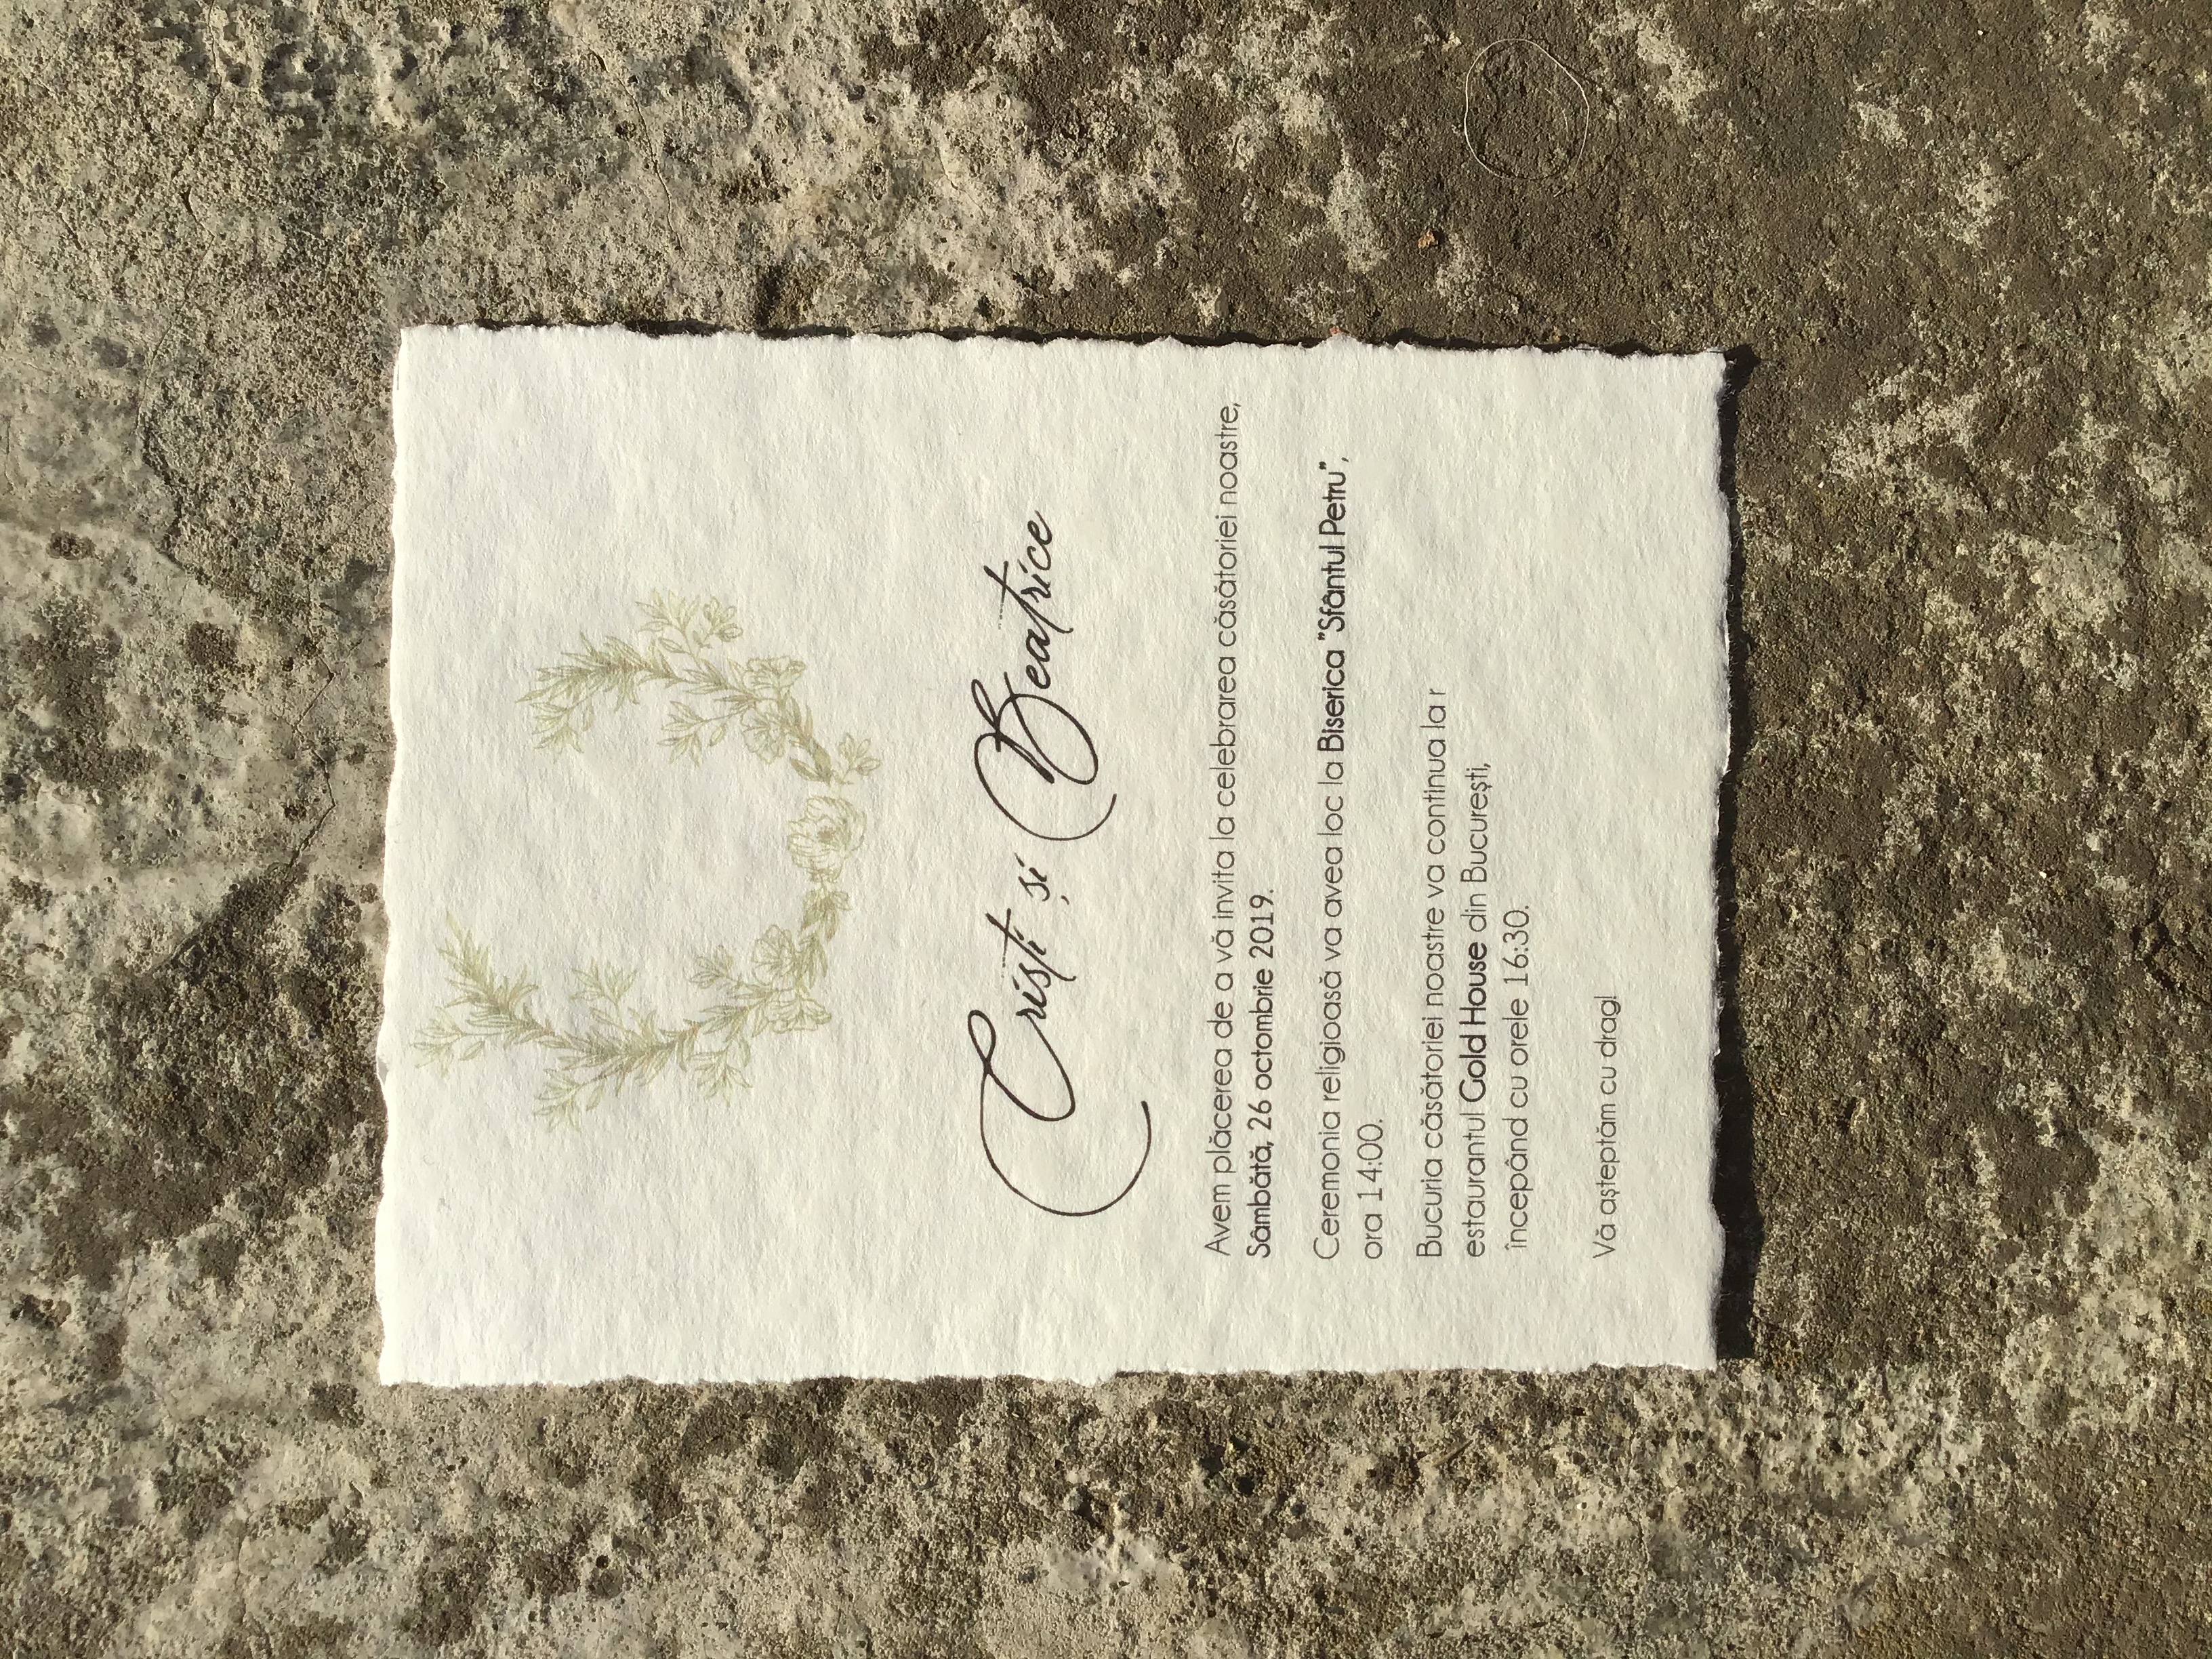 Cristi și Beatrice
Avem plăcerea de a vă invita la celebrarea căsătoriei noastre,
Sâmbătă, 26 octombrie 2019.
Ceremonia religioasă va avea loc la Biserica "Sfântul Petru",
ora 14:00.
Bucuria căsătoriei noastre va continua la r
estaurantul Gold House din București,
începând cu orele 16:30.
Vă așteptăm cu drag!